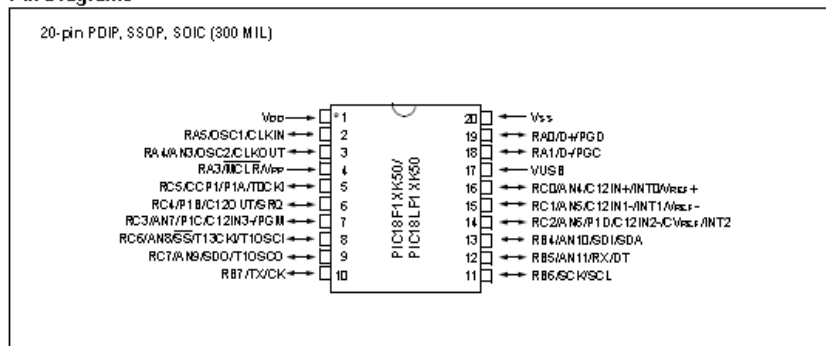 20-pin PDIP, SSOP, SOIC (300 MIL)
VDD 1
RA5/OSC1/CLKIN 2
RA4/AN3/OSC2/CLKOUT 3
RA3/MCLR/VPP 4
RC5/CCP1/P1A/T0CKI 5
RC4/P1B/C12OUT/SRQ 6
RC3/AN7/P1C/C12IN3-/PGM 7
RC6/AN8/SS/T13CKI/T1OSCI 8
RC7/AN9/SDO/T1OSCO 9
RB7/TX/CK 10
PIC18F1XK50/
PIC18LF1XK50
20 VSS
19 RA0/D+/PGD
18 RA1/D-/PGC
17 VUSB
16 RC0/AN4/C12IN+/INT0/VREF+
15 RC1/AN5/C12IN1-/INT1/VREF-
14 RC2/AN6/P1D/C12IN2-/CVREF/INT2
13 RB4/AN10/SDI/SDA
12 RB5/AN11/RX/DT
11 RB6/SCK/SCL